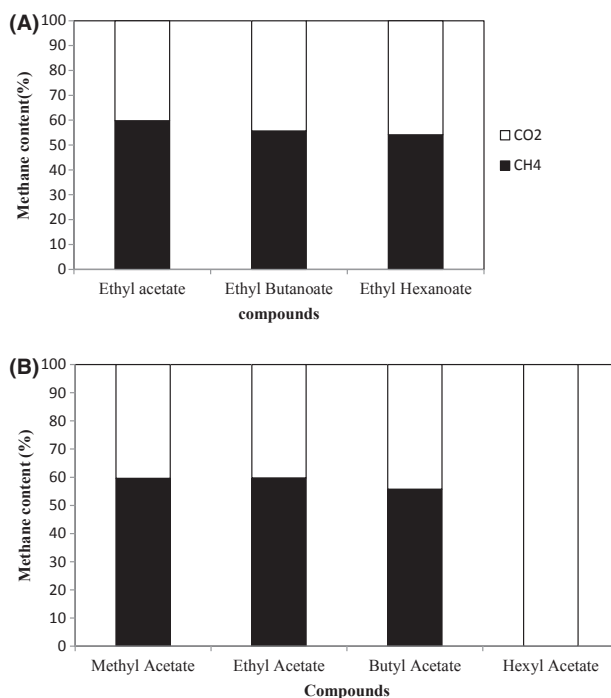 (A)
Methane content(%)
100
90
80
70
60
50
40
30
20
10
0
Ethyl acetate Ethyl Butanoate Ethyl Hexanoate
compounds
CO2
CH4
(B)
Methane content (%)
100
90
80
70
60
50
40
30
20
10
0
Methyl Acetate Ethyl Acetate Butyl Acetate Hexyl Acetate
Compounds